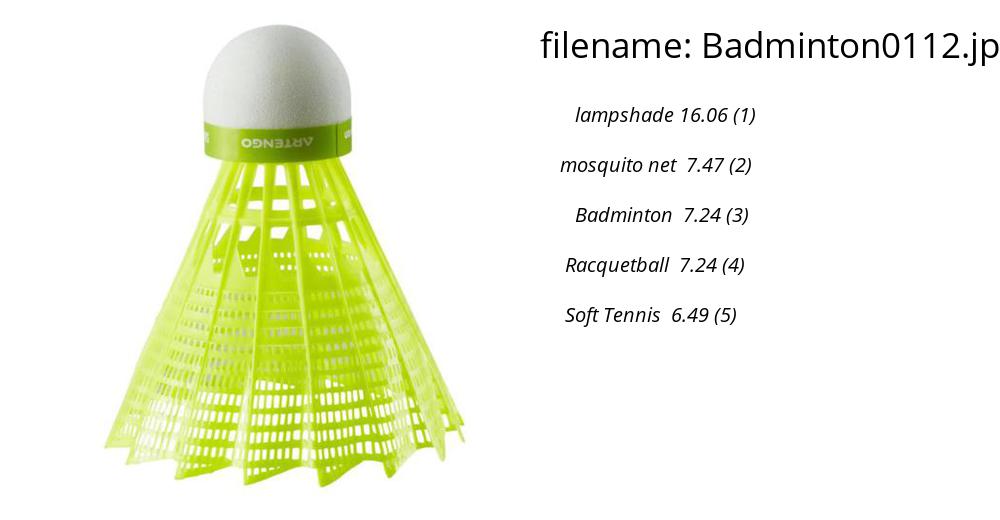 filename: Badminton0112.jp
lampshade 16.06 (1)
mosquito net 7.47 (2)
Badminton 7.24 (3)
Racquetball 7.24 (4)
Soft Tennis 6.49 (5)
ARTENGO